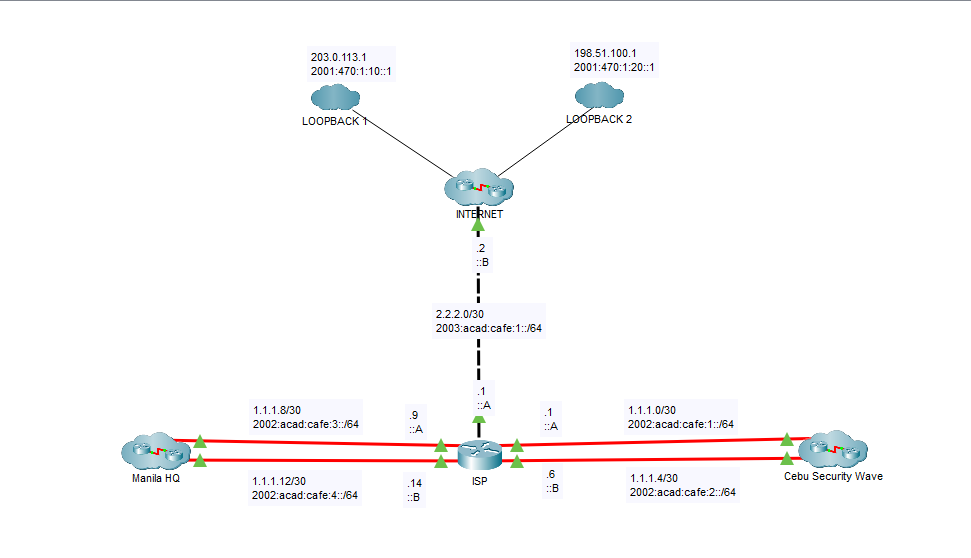 203.0.113.1
2001:470:1:10::1
LOOPBACK 1
198.51.100.1
2001:470:1:20::1
LOOPBACK 2
INTERNET
.2
::B
2.2.2.0/30
2003:acad:cafe:1::/64
.1
::A
1.1.1.8/30
2002:acad:cafe:3::/64
.9
::A
.1
::A
1.1.1.0/30
2002:acad:cafe:1::/64
Manila HQ
ISP
Cebu Security Wave
1.1.1.12/30
2002:acad:cafe:4::/64
.14
::B
.6
::B
1.1.1.4/30
2002:acad:cafe:2::/64